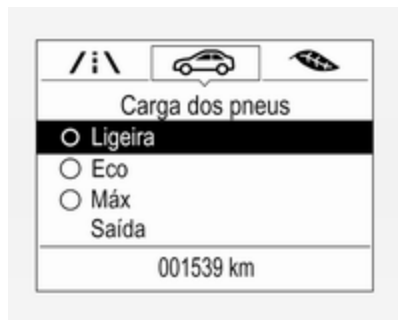 Carga dos pneus
Ligeira
Eco
Máx
Saída
001539 km